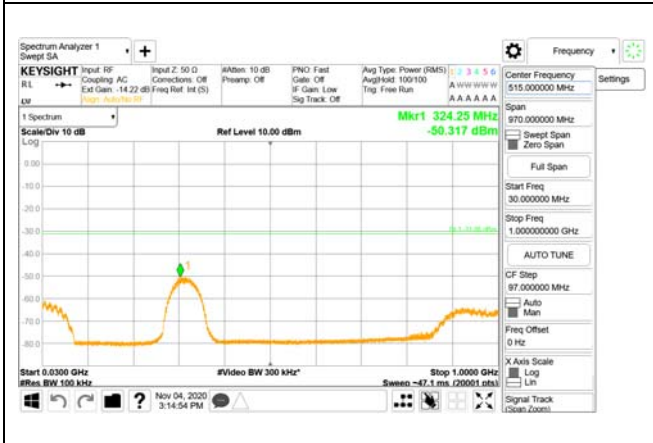 Spectrum Analyzer 1
Swept SA
+
Frequency
KEYSIGHT
Input: RF
Input Z: 50 Ω
#Atten: 10 dB
PNO: Fast
Avg Type: Power (RMS)
1 2 3 4 5 6
RL
Coupling: AC
Corrections: Off
Preamp: Off
Gate: Off
Avg|Hold: 100/100
A W W W W W
Ext Gain: -14.22 dB
Freq Ref: Int (S)
IF Gain: Low
Trig: Free Run
Align: Auto/No RF
Sig Track: Off
A A A A A A
Center Frequency
515.000000 MHz
Settings
Span
970.000000 MHz
Swept Span
Zero Span
Full Span
Start Freq
30.000000 MHz
Stop Freq
1.000000000 GHz
AUTO TUNE
CF Step
97.000000 MHz
Auto
Man
Freq Offset
0 Hz
X Axis Scale
Log
Lin
Signal Track
(Span Zoom)
1 Spectrum
Mkr1 324.25 MHz
Scale/Div 10 dB
Ref Level 10.00 dBm
-50.317 dBm
Log
0.00
-10.0
-20.0
-30.0
-40.0
-50.0
-60.0
-70.0
-80.0
1
Start 0.0300 GHz
#Video BW 300 kHz*
Stop 1.0000 GHz
#Res BW 100 kHz
Sweep ~47.1 ms (20001 pts)
?
Nov 04, 2020
3:14:54 PM